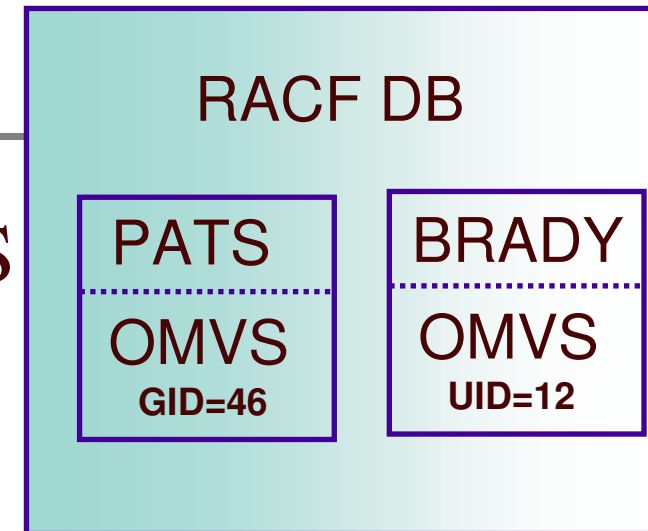 RACF DB
S
PATS
OMVS
GID=46
BRADY
OMVS
UID=12